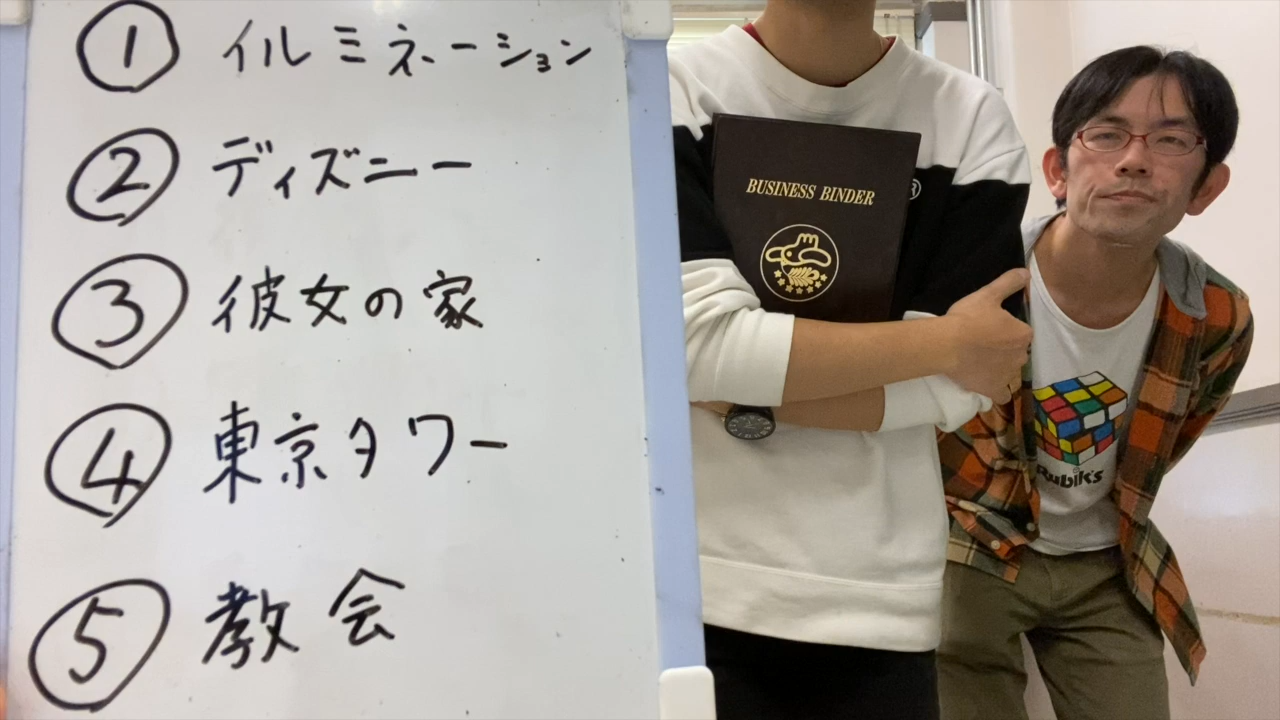 ① イルミネーション
② ディズニー
③ 彼女の家
④ 東京タワー
⑤ 教会
BUSINESS BINDER
®
Rubik's